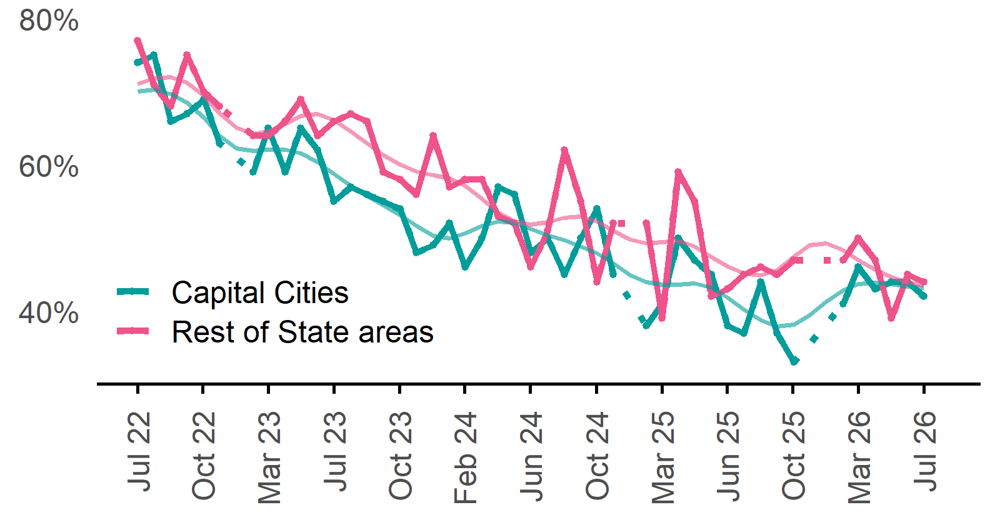 80%
60%
40%
Capital Cities
Rest of State areas
Jul 22
Oct 22
Mar 23
Jul 23
Oct 23
Feb 24
Jun 24
Oct 24
Mar 25
Jun 25
Oct 25
Mar 26
Jul 26